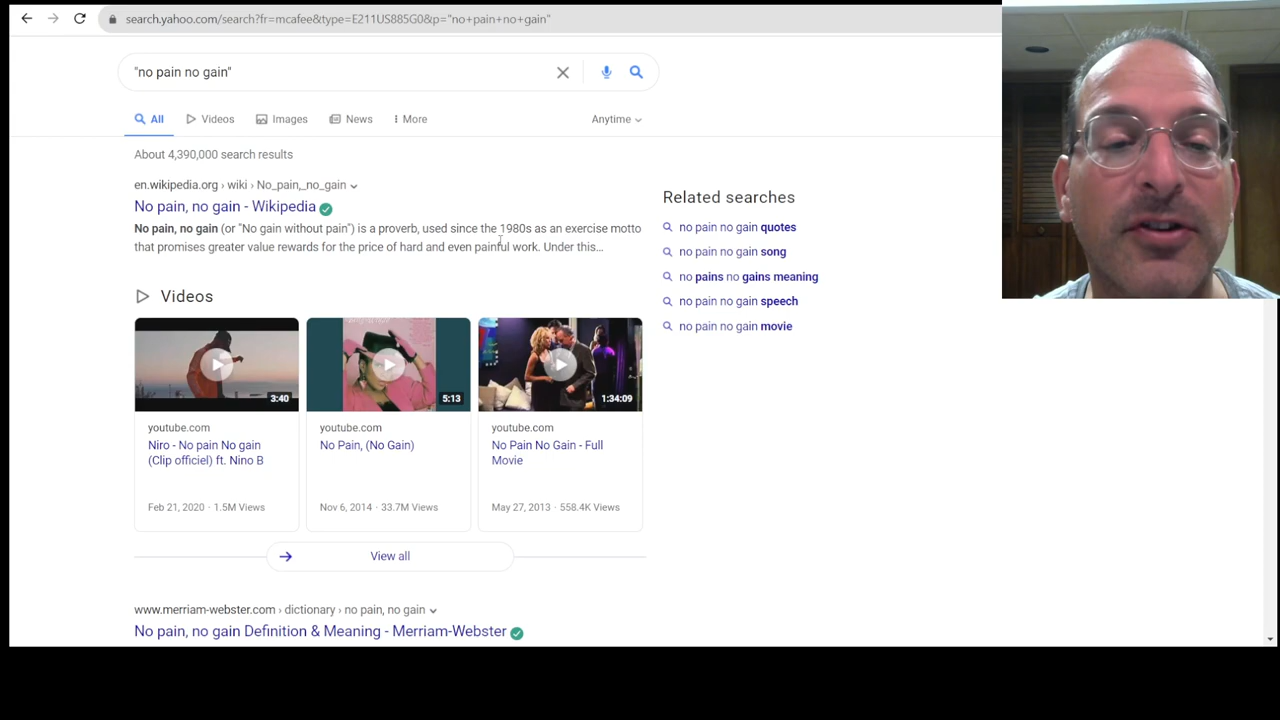 search.yahoo.com/search?fr=mcafee&type=E211US885G0&p="no+pain+no+gain"
"no pain no gain"
All Videos Images News More Anytime
About 4,390,000 search results
en.wikipedia.org › wiki › No_pain,_no_gain
No pain, no gain - Wikipedia
No pain, no gain (or "No gain without pain") is a proverb, used since the 1980s as an exercise motto
that promises greater value rewards for the price of hard and even painful work. Under this...
Videos
3:40
youtube.com
Niro - No pain No gain
(Clip officiel) ft. Nino B
Feb 21, 2020 · 1.5M Views
5:13
youtube.com
No Pain, (No Gain)
Nov 6, 2014 · 33.7M Views
1:34:09
youtube.com
No Pain No Gain - Full
Movie
May 27, 2013 · 558.4K Views
View all
www.merriam-webster.com › dictionary › no pain, no gain
No pain, no gain Definition & Meaning - Merriam-Webster
Related searches
no pain no gain quotes
no pain no gain song
no pains no gains meaning
no pain no gain speech
no pain no gain movie